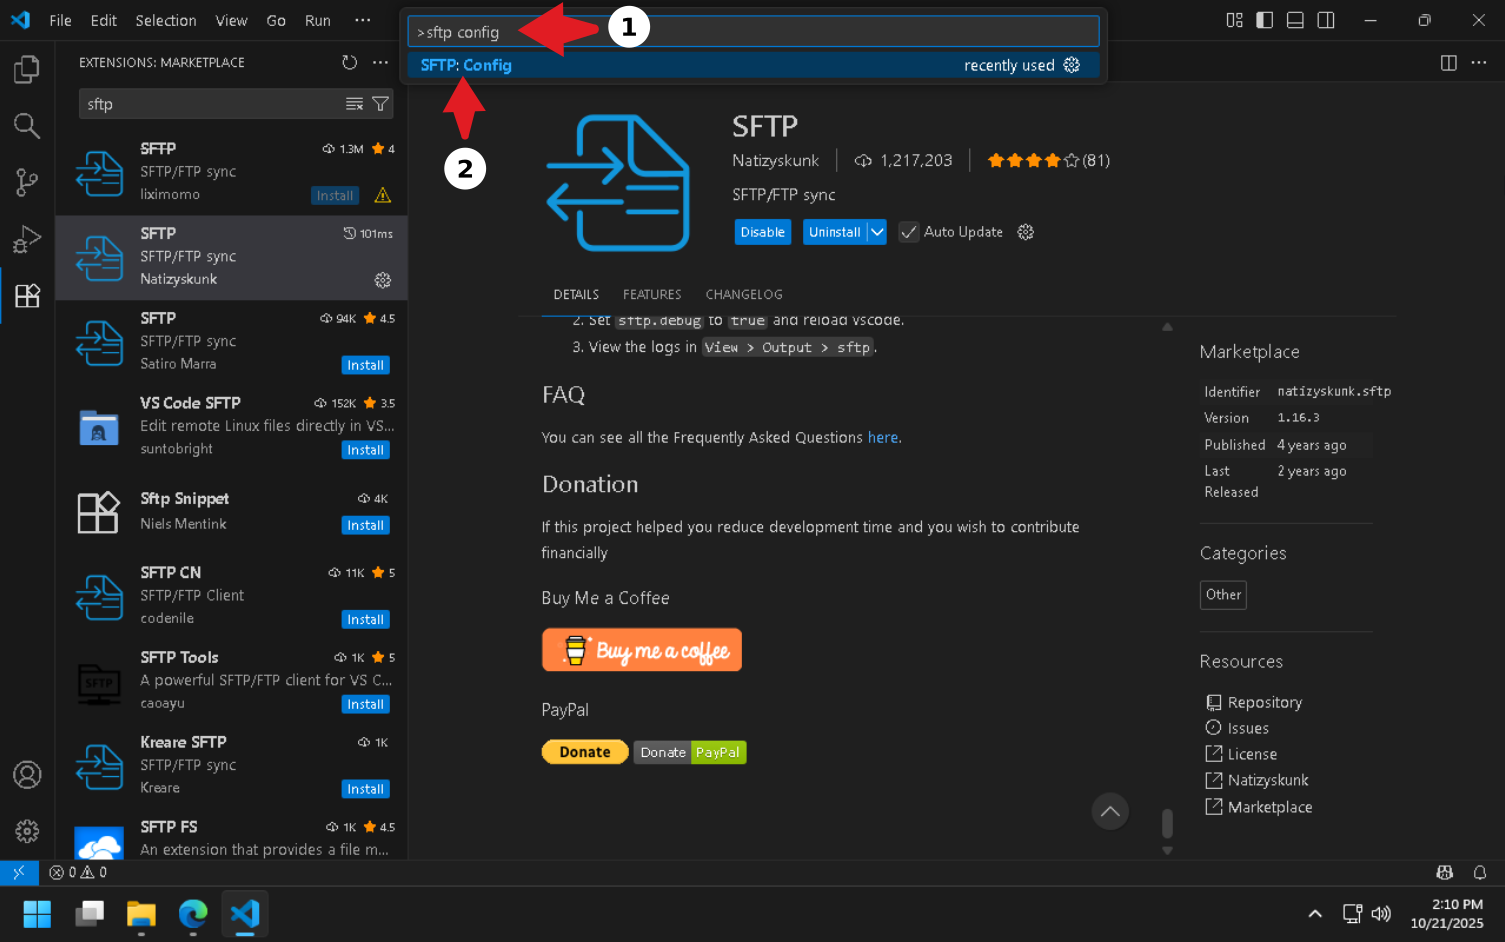 File Edit Selection View Go Run ···
>sftp config
1
SFTP: Config recently used
2
EXTENSIONS: MARKETPLACE
sftp
SFTP 1.3M 4
SFTP/FTP sync
liximomo Install
SFTP 101ms
SFTP/FTP sync
Natizyskunk
SFTP 94K 4.5
SFTP/FTP sync
Satiro Marra Install
VS Code SFTP 152K 3.5
Edit remote Linux files directly in VS...
suntobright Install
Sftp Snippet 4K
Niels Mentink Install
SFTP CN 11K 5
SFTP/FTP Client
codenile Install
SFTP
SFTP Tools 1K 5
A powerful SFTP/FTP client for VS C...
caoayu Install
Kreare SFTP 1K
SFTP/FTP sync
Kreare Install
SFTP FS 1K 4.5
An extension that provides a file m...
SFTP
Natizyskunk 1,217,203 (81)
SFTP/FTP sync
Disable Uninstall Auto Update
DETAILS FEATURES CHANGELOG
2. Set sftp.debug to true and reload vscode.
3. View the logs in View > Output > sftp.
FAQ
You can see all the Frequently Asked Questions here.
Donation
If this project helped you reduce development time and you wish to contribute
financially
Buy Me a Coffee
Buy me a coffee
PayPal
Donate Donate PayPal
Marketplace
Identifier natizyskunk.sftp
Version 1.16.3
Published 4 years ago
Last 2 years ago
Released
Categories
Other
Resources
Repository
Issues
License
Natizyskunk
Marketplace
0 0
2:10 PM
10/21/2025